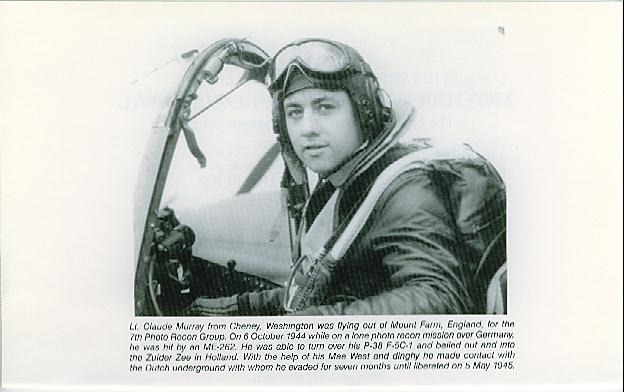 Lt. Claude Murray from Cheney, Washington was flying out of Mount Farm, England, for the
7th Photo Recon Group. On 6 October 1944 while on a lone photo recon mission over Germany,
he was hit by an ME-262. He was able to turn over his P-38 F-5C-1 and bailed out and into
the Zuider Zee in Holland. With the help of his Mae West and dinghy he made contact with
the Dutch underground with whom he evaded for seven months until liberated on 5 May 1945.